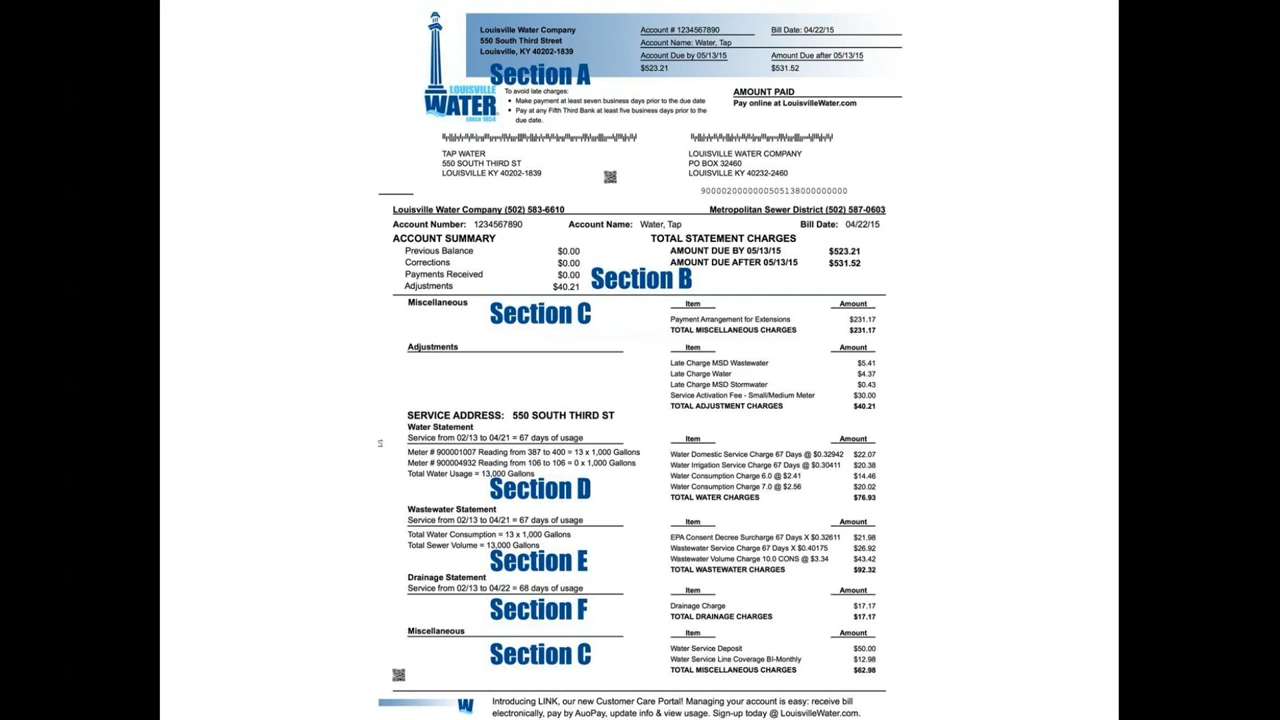 Louisville Water Company
550 South Third Street
Louisville, KY 40202-1839
Account # 1234567890 Bill Date: 04/22/15
Account Name: Water, Tap
Account Due by 05/13/15 Amount Due after 05/13/15
$523.21 $531.52
Section A
LOUISVILLE
WATER
since 1854
To avoid late charges:
• Make payment at least seven business days prior to the due date
• Pay at any Fifth Third Bank at least five business days prior to the
due date.
AMOUNT PAID
Pay online at LouisvilleWater.com
TAP WATER
550 SOUTH THIRD ST
LOUISVILLE KY 40202-1839
LOUISVILLE WATER COMPANY
PO BOX 32460
LOUISVILLE KY 40232-2460
Louisville Water Company (502) 583-6610 Metropolitan Sewer District (502) 587-0603
Account Number: 1234567890 Account Name: Water, Tap Bill Date: 04/22/15
ACCOUNT SUMMARY
Previous Balance $0.00
Corrections $0.00
Payments Received $0.00
Adjustments $40.21
TOTAL STATEMENT CHARGES
AMOUNT DUE BY 05/13/15 $523.21
AMOUNT DUE AFTER 05/13/15 $531.52
Section B
Miscellaneous
Section C
Item Amount
Payment Arrangement for Extensions $231.17
TOTAL MISCELLANEOUS CHARGES $231.17
Adjustments
Item Amount
Late Charge MSD Wastewater $5.41
Late Charge Water $4.37
Late Charge MSD Stormwater $0.43
Service Activation Fee - Small/Medium Meter $30.00
TOTAL ADJUSTMENT CHARGES $40.21
SERVICE ADDRESS: 550 SOUTH THIRD ST
Water Statement
Service from 02/13 to 04/21 = 67 days of usage
Meter # 900001007 Reading from 387 to 400 = 13 x 1,000 Gallons
Meter # 900004932 Reading from 106 to 106 = 0 x 1,000 Gallons
Total Water Usage = 13,000 Gallons
Section D
Item Amount
Water Domestic Service Charge 67 Days @ $0.32942 $22.07
Water Irrigation Service Charge 67 Days @ $0.30411 $20.38
Water Consumption Charge 6.0 @ $2.41 $14.46
Water Consumption Charge 7.0 @ $2.56 $20.02
TOTAL WATER CHARGES $76.93
1/1
Wastewater Statement
Service from 02/13 to 04/21 = 67 days of usage
Total Water Consumption = 13 x 1,000 Gallons
Total Sewer Volume = 13,000 Gallons
Section E
Item Amount
EPA Consent Decree Surcharge 67 Days X $0.32611 $21.98
Wastewater Service Charge 67 Days X $0.40175 $26.92
Wastewater Volume Charge 10.0 CONS @ $3.34 $43.42
TOTAL WASTEWATER CHARGES $92.32
Drainage Statement
Service from 02/13 to 04/22 = 68 days of usage
Section F
Item Amount
Drainage Charge $17.17
TOTAL DRAINAGE CHARGES $17.17
Miscellaneous
Section C
Item Amount
Water Service Deposit $50.00
Water Service Line Coverage BI-Monthly $12.98
TOTAL MISCELLANEOUS CHARGES $62.98
W
Introducing LINK, our new Customer Care Portal! Managing your account is easy: receive bill
electronically, pay by AuoPay, update info & view usage. Sign-up today @ LouisvilleWater.com.